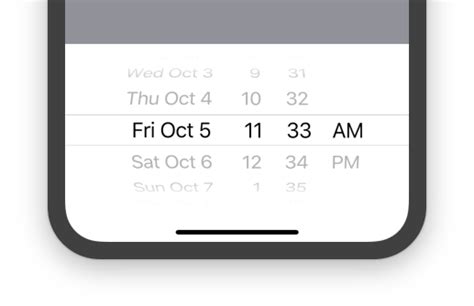 Wed Oct 3 9 31
Thu Oct 4 10 32
Fri Oct 5 11 33 AM
Sat Oct 6 12 34 PM
Sun Oct 7 1 35